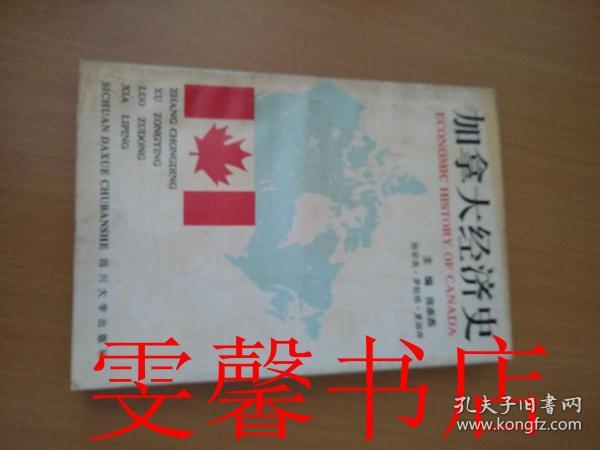 加拿大经济史
ECONOMIC HISTORY OF CANADA
主编
ZHANG CHONGDING
XU ZONGYING
LUO ZUDONG
XIA LIPING
SICHUAN DAXUE CHUBANSHE 四川大学出版
雯馨书店
孔夫子旧书网
www.kongfz.com